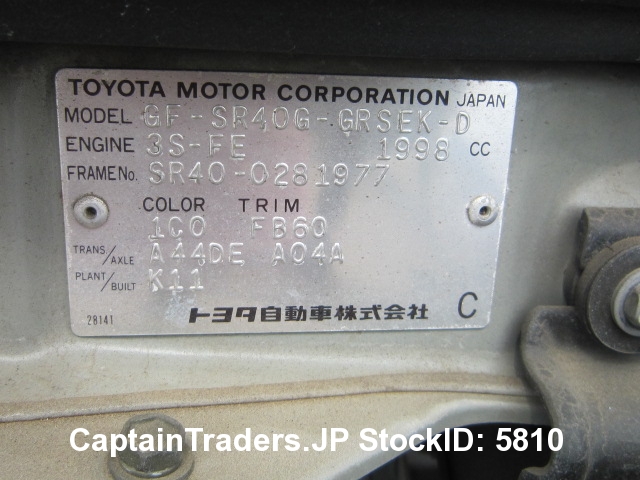 TOYOTA MOTOR CORPORATION JAPAN
MODEL GF-SR40G-GRSEK-D
ENGINE 3S-FE 1998 CC
FRAME No. SR40-0281977
COLOR TRIM
1C0 FB60
TRANS/AXLE A44DE A04A
PLANT/BUILT K11
28141 トヨタ自動車株式会社 C
CaptainTraders.JP StockID: 5810